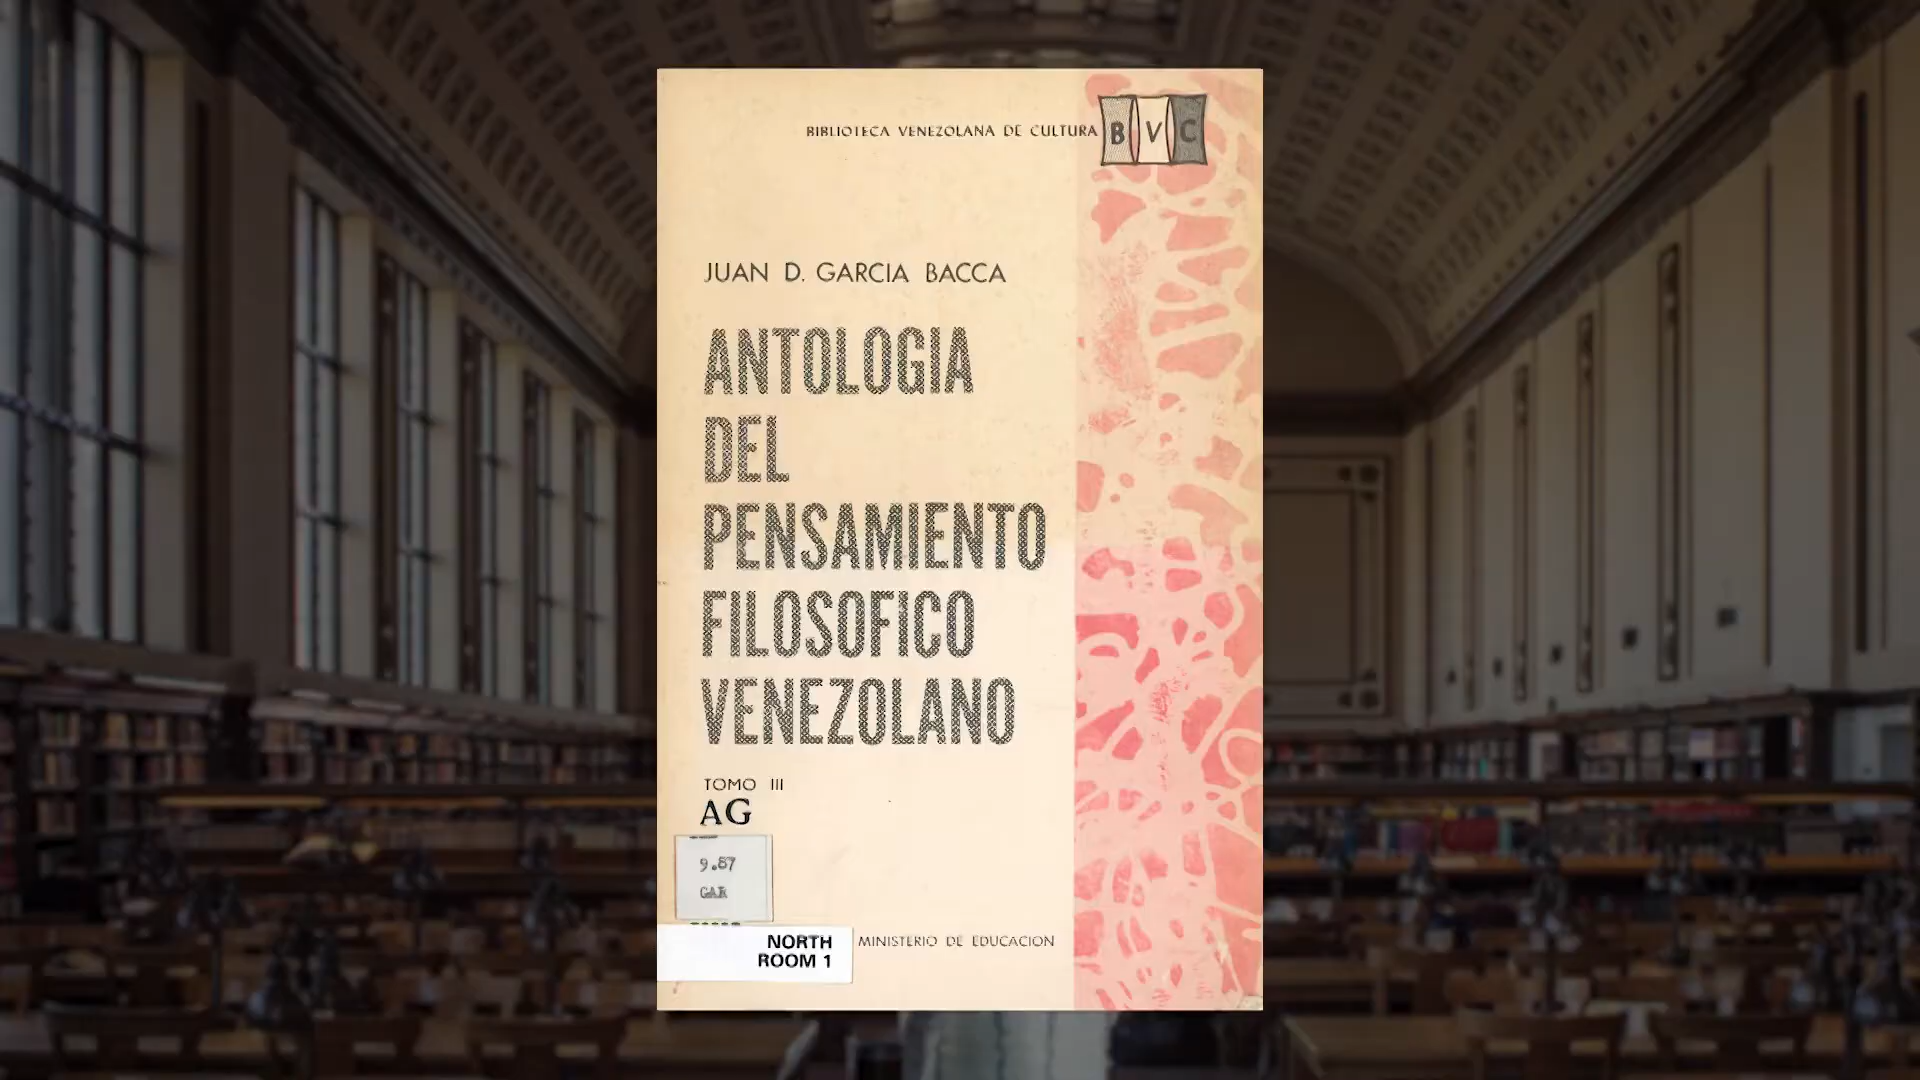 BIBLIOTECA VENEZOLANA DE CULTURA
B V C
JUAN D. GARCIA BACCA
ANTOLOGIA
DEL
PENSAMIENTO
FILOSOFICO
VENEZOLANO
TOMO III
AG
9.87
GAR
NORTH
ROOM 1
MINISTERIO DE EDUCACION